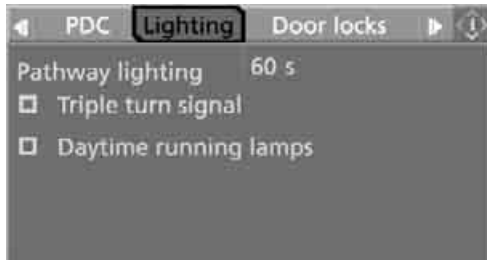 PDC Lighting Door locks
Pathway lighting 60 s
Triple turn signal
Daytime running lamps